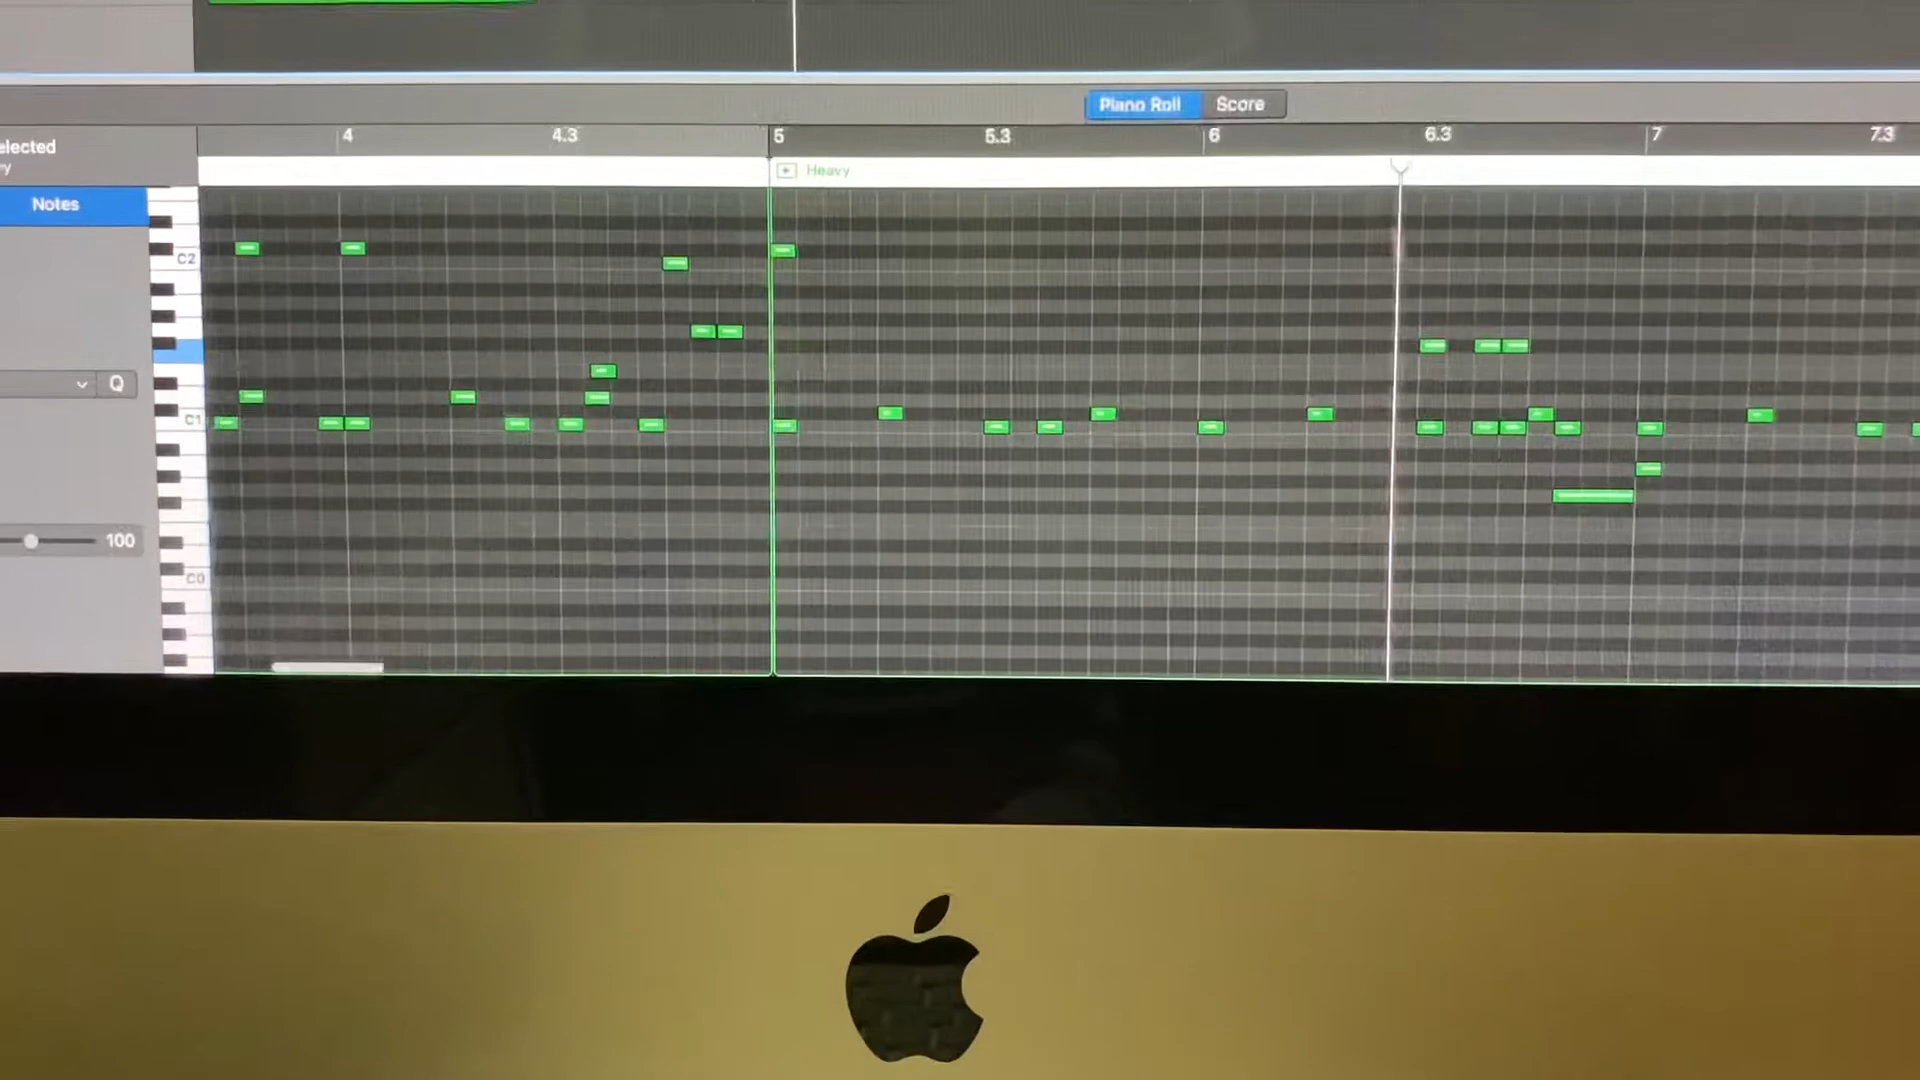 Piano Roll Score
4 4.3 5 5.3 6 6.3 7 7.3
elected
y
Heavy
Notes
C2
Q
C1
100
C0